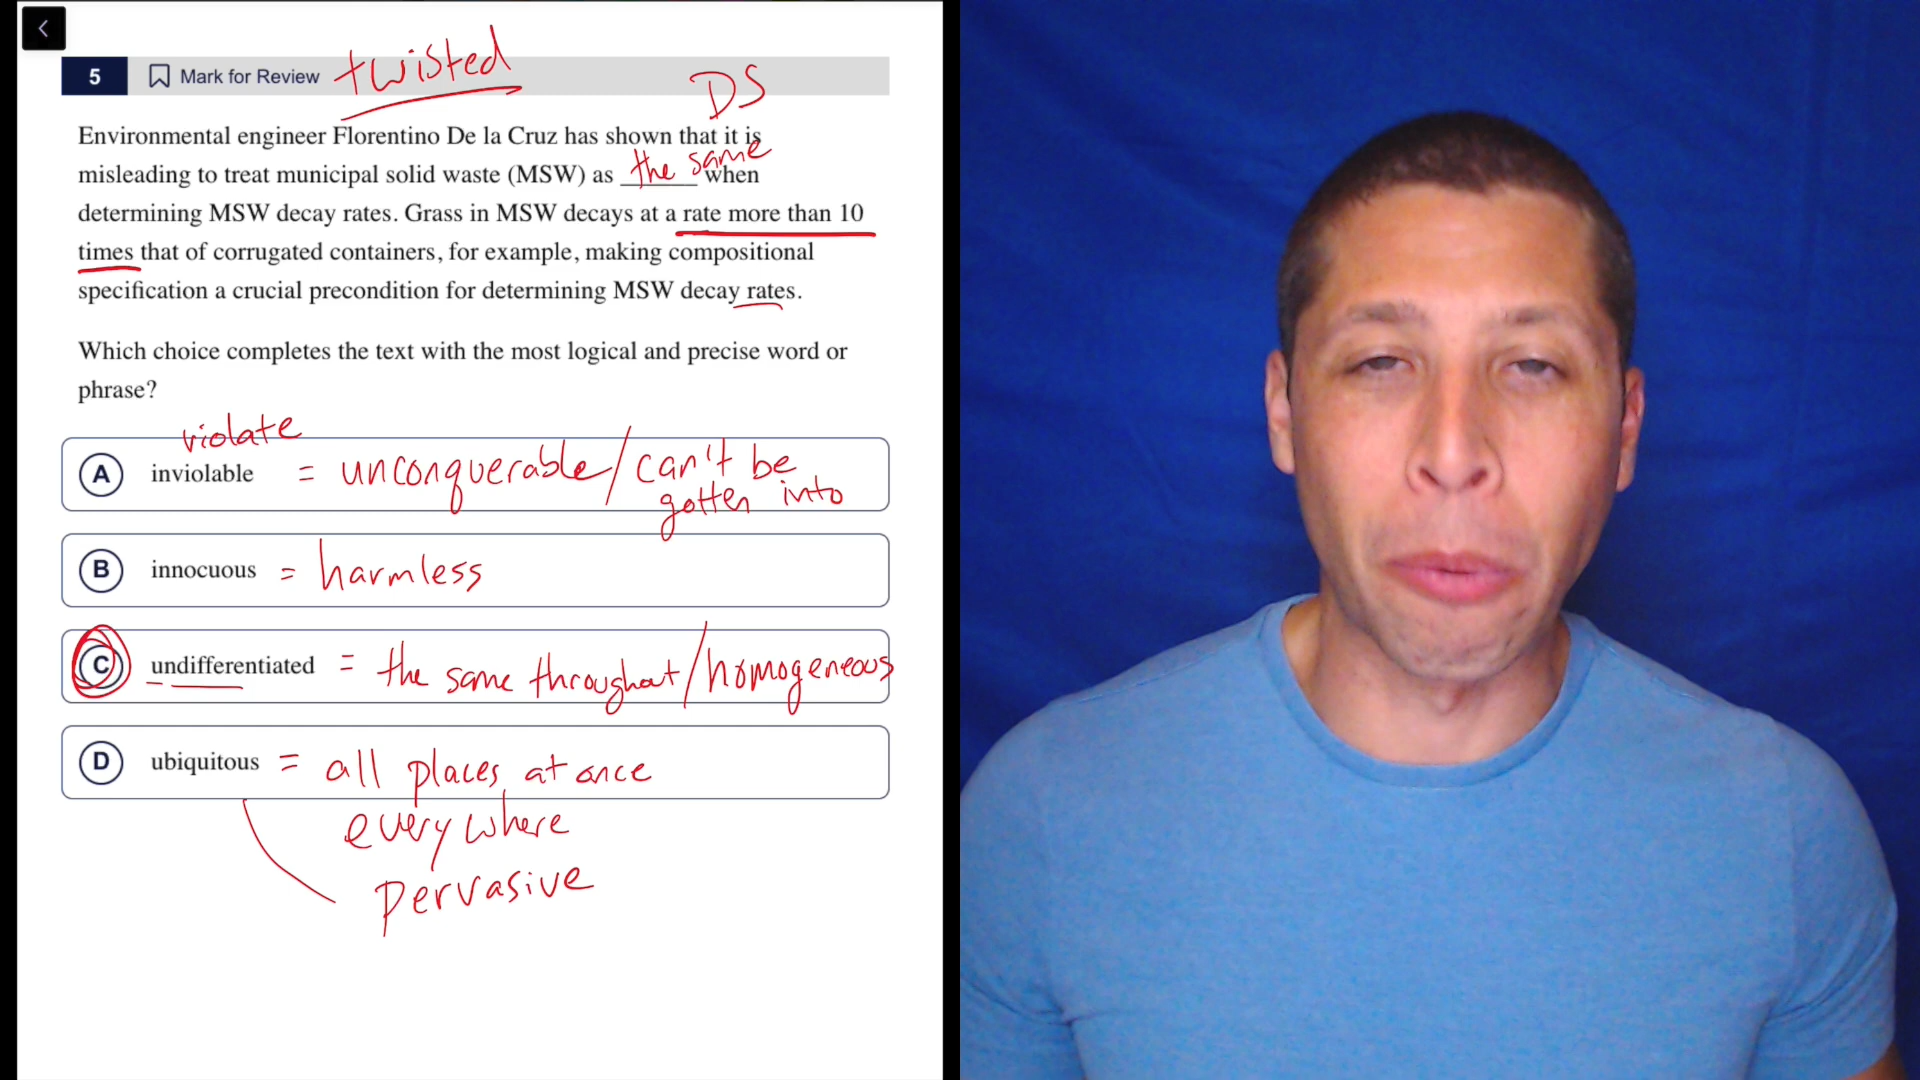 5 Mark for Review twisted
DS
Environmental engineer Florentino De la Cruz has shown that it is
the same
misleading to treat municipal solid waste (MSW) as ______ when
determining MSW decay rates. Grass in MSW decays at a rate more than 10
times that of corrugated containers, for example, making compositional
specification a crucial precondition for determining MSW decay rates.
Which choice completes the text with the most logical and precise word or
phrase?
violate
A inviolable = unconquerable/can't be
gotten into
B innocuous = harmless
C undifferentiated = the same throughout/homogeneous
D ubiquitous = all places at once
everywhere
pervasive